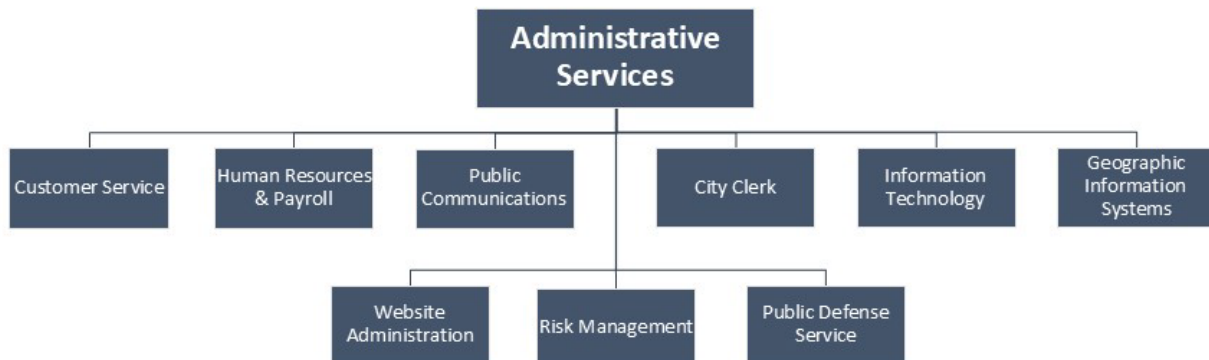 Administrative
Services
Customer Service
Human Resources
& Payroll
Public
Communications
City Clerk
Information
Technology
Geographic
Information
Systems
Website
Administration
Risk Management
Public Defense
Service